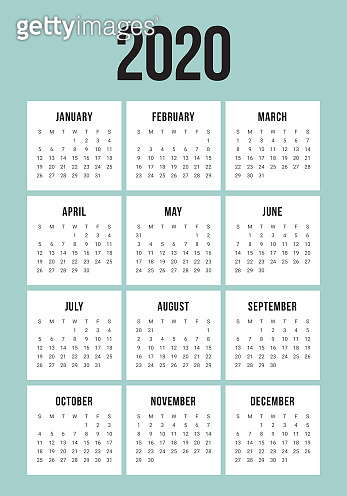 gettyimages
2020
JANUARY
S M T W T F S
1 2 3 4
5 6 7 8 9 10 11
12 13 14 15 16 17 18
19 20 21 22 23 24 25
26 27 28 29 30 31
FEBRUARY
S M T W T F S
1
2 3 4 5 6 7 8
9 10 11 12 13 14 15
16 17 18 19 20 21 22
23 24 25 26 27 28 29
MARCH
S M T W T F S
1 2 3 4 5 6 7
8 9 10 11 12 13 14
15 16 17 18 19 20 21
22 23 24 25 26 27 28
29 30 31
APRIL
S M T W T F S
1 2 3 4
5 6 7 8 9 10 11
12 13 14 15 16 17 18
19 20 21 22 23 24 25
26 27 28 29 30
MAY
S M T W T F S
31 1 2
3 4 5 6 7 8 9
10 11 12 13 14 15 16
17 18 19 20 21 22 23
24 25 26 27 28 29 30
JUNE
S M T W T F S
1 2 3 4 5 6
7 8 9 10 11 12 13
14 15 16 17 18 19 20
21 22 23 24 25 26 27
28 29 30
JULY
S M T W T F S
1 2 3 4
5 6 7 8 9 10 11
12 13 14 15 16 17 18
19 20 21 22 23 24 25
26 27 28 29 30 31
AUGUST
S M T W T F S
30 31 1
2 3 4 5 6 7 8
9 10 11 12 13 14 15
16 17 18 19 20 21 22
23 24 25 26 27 28 29
SEPTEMBER
S M T W T F S
1 2 3 4 5
6 7 8 9 10 11 12
13 14 15 16 17 18 19
20 21 22 23 24 25 26
27 28 29 30
OCTOBER
S M T W T F S
1 2 3
4 5 6 7 8 9 10
11 12 13 14 15 16 17
18 19 20 21 22 23 24
25 26 27 28 29 30 31
NOVEMBER
S M T W T F S
1 2 3 4 5 6 7
8 9 10 11 12 13 14
15 16 17 18 19 20 21
22 23 24 25 26 27 28
29 30
DECEMBER
S M T W T F S
1 2 3 4 5
6 7 8 9 10 11 12
13 14 15 16 17 18 19
20 21 22 23 24 25 26
27 28 29 30 31